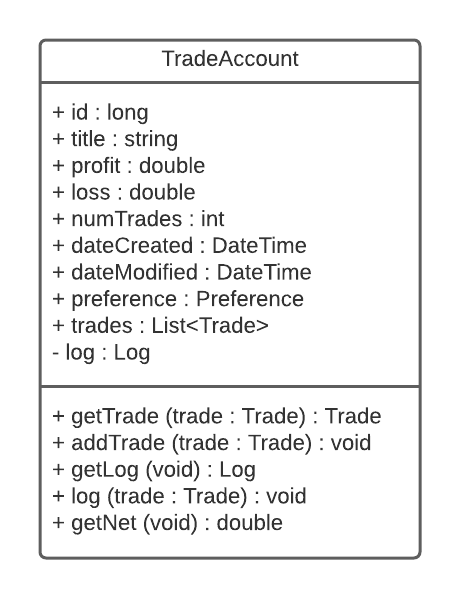 TradeAccount
+ id : long
+ title : string
+ profit : double
+ loss : double
+ numTrades : int
+ dateCreated : DateTime
+ dateModified : DateTime
+ preference : Preference
+ trades : List<Trade>
- log : Log
+ getTrade (trade : Trade) : Trade
+ addTrade (trade : Trade) : void
+ getLog (void) : Log
+ log (trade : Trade) : void
+ getNet (void) : double